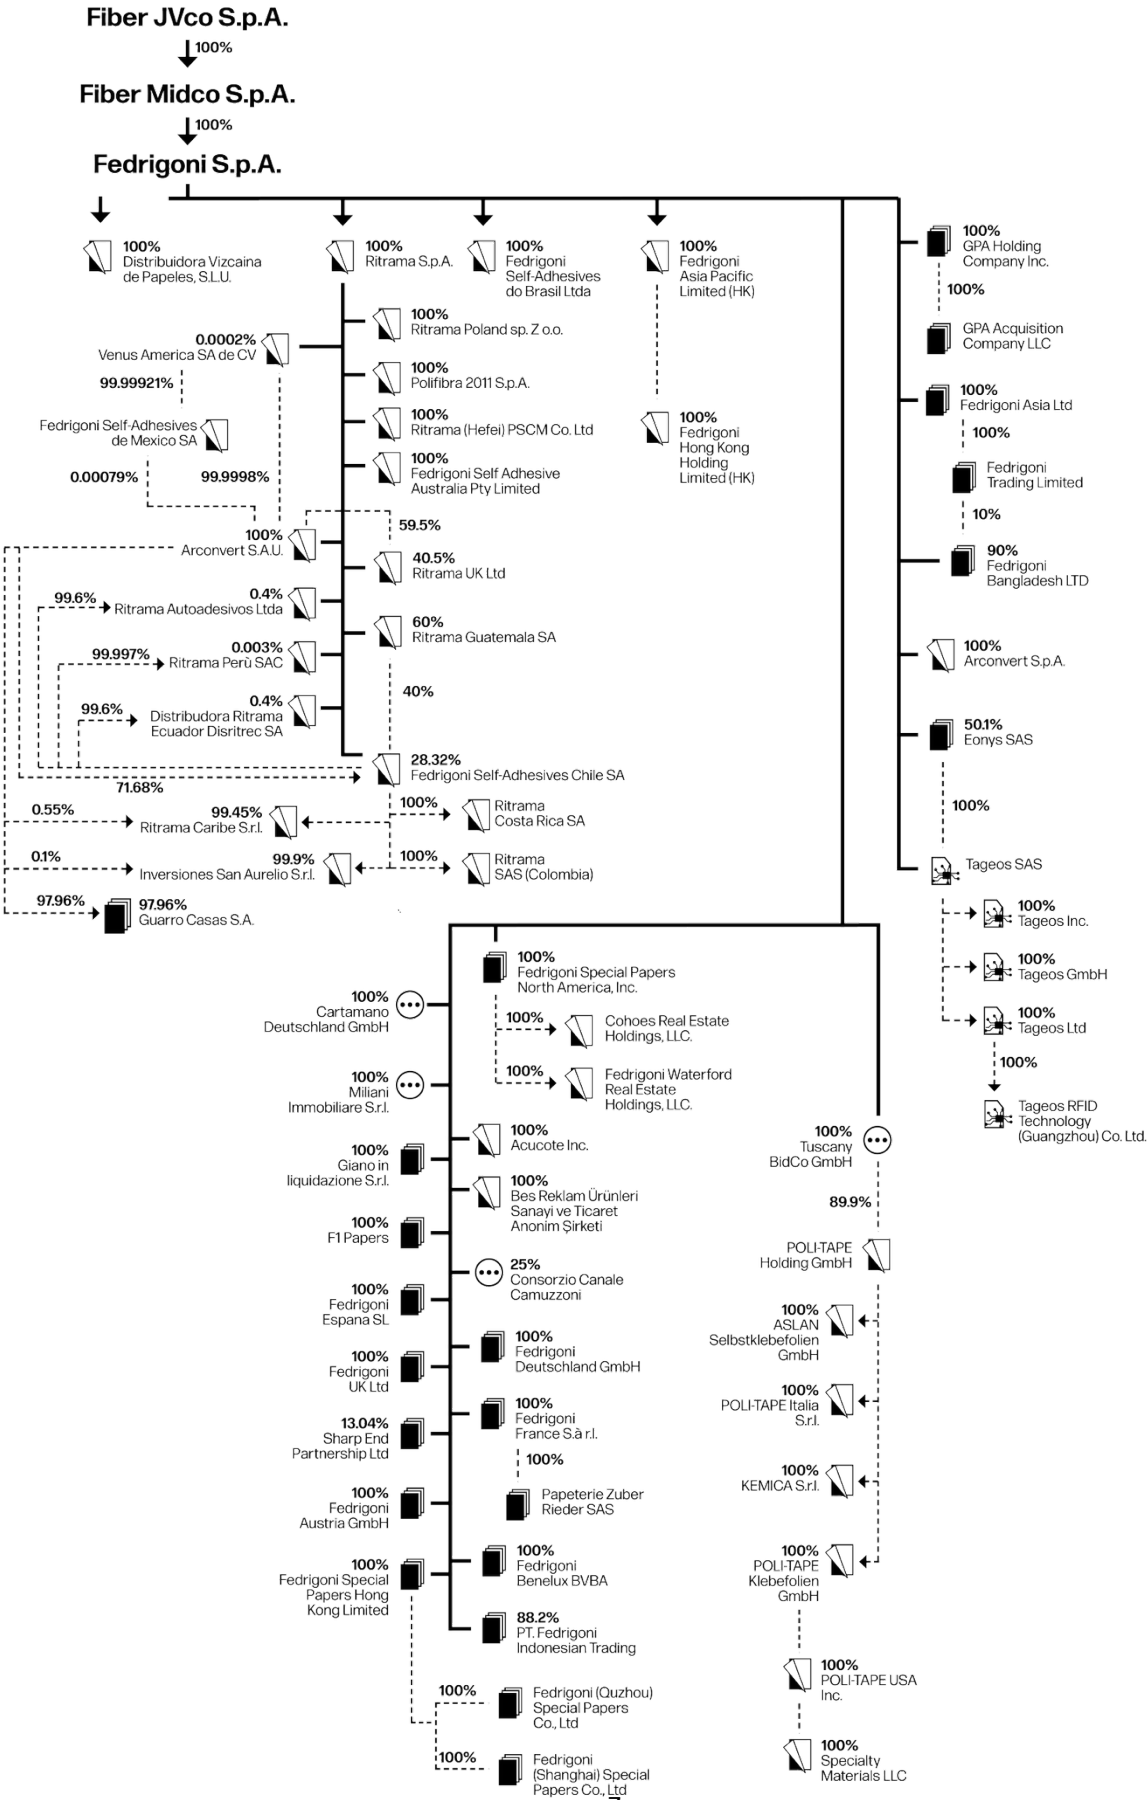 Fiber JVco S.p.A.
100%
Fiber Midco S.p.A.
100%
Fedrigoni S.p.A.
100%
Distribuidora Vizcaina
de Papeles, S.L.U.
100%
Ritrama S.p.A.
100%
Fedrigoni
Self-Adhesives
do Brasil Ltda
100%
Fedrigoni
Asia Pacific
Limited (HK)
100%
Fedrigoni
Hong Kong
Holding
Limited (HK)
0.0002%
Venus America SA de CV
99.99921%
Fedrigoni Self-Adhesives
de Mexico SA
0.00079%
99.9998%
100%
Ritrama Poland sp. Z o.o.
100%
Polifibra 2011 S.p.A.
100%
Ritrama (Hefei) PSCM Co. Ltd
100%
Fedrigoni Self Adhesive
Australia Pty Limited
100%
Arconvert S.A.U.
59.5%
40.5%
Ritrama UK Ltd
99.6%
0.4%
Ritrama Autoadesivos Ltda
60%
Ritrama Guatemala SA
99.997%
0.003%
Ritrama Perù SAC
40%
99.6%
0.4%
Distribudora Ritrama
Ecuador Disritrec SA
28.32%
Fedrigoni Self-Adhesives Chile SA
71.68%
0.55%
99.45%
Ritrama Caribe S.r.l.
100%
Ritrama
Costa Rica SA
0.1%
99.9%
Inversiones San Aurelio S.r.l.
100%
Ritrama
SAS (Colombia)
97.96%
97.96%
Guarro Casas S.A.
100%
GPA Holding
Company Inc.
100%
GPA Acquisition
Company LLC
100%
Fedrigoni Asia Ltd
100%
Fedrigoni
Trading Limited
10%
90%
Fedrigoni
Bangladesh LTD
100%
Arconvert S.p.A.
50.1%
Eonys SAS
100%
Tageos SAS
100%
Tageos Inc.
100%
Tageos GmbH
100%
Tageos Ltd
100%
Tageos RFID
Technology
(Guangzhou) Co. Ltd.
100%
Cartamano
Deutschland GmbH
100%
Miliani
Immobiliare S.r.l.
100%
Giano in
liquidazione S.r.l.
100%
F1 Papers
100%
Fedrigoni
Espana SL
100%
Fedrigoni
UK Ltd
13.04%
Sharp End
Partnership Ltd
100%
Fedrigoni
Austria GmbH
100%
Fedrigoni Special
Papers Hong
Kong Limited
100%
Fedrigoni Special Papers
North America, Inc.
100%
Cohoes Real Estate
Holdings, LLC.
100%
Fedrigoni Waterford
Real Estate
Holdings, LLC.
100%
Acucote Inc.
100%
Bes Reklam Ürünleri
Sanayi ve Ticaret
Anonim Şirketi
25%
Consorzio Canale
Camuzzoni
100%
Fedrigoni
Deutschland GmbH
100%
Fedrigoni
France S.à r.l.
100%
Papeterie Zuber
Rieder SAS
100%
Fedrigoni
Benelux BVBA
88.2%
PT. Fedrigoni
Indonesian Trading
100%
Fedrigoni (Quzhou)
Special Papers
Co., Ltd
100%
Fedrigoni
(Shanghai) Special
Papers Co., Ltd
100%
Tuscany
BidCo GmbH
89.9%
POLI-TAPE
Holding GmbH
100%
ASLAN
Selbstklebefolien
GmbH
100%
POLI-TAPE Italia
S.r.l.
100%
KEMICA S.r.l.
100%
POLI-TAPE
Klebefolien
GmbH
100%
POLI-TAPE USA
Inc.
100%
Specialty
Materials LLC